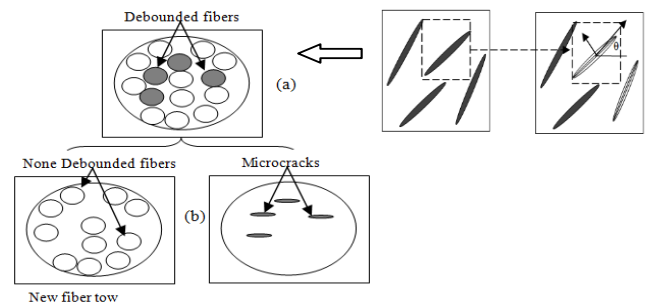 Debounded fibers
θ
(a)
None Debounded fibers
Microcracks
(b)
New fiber tow